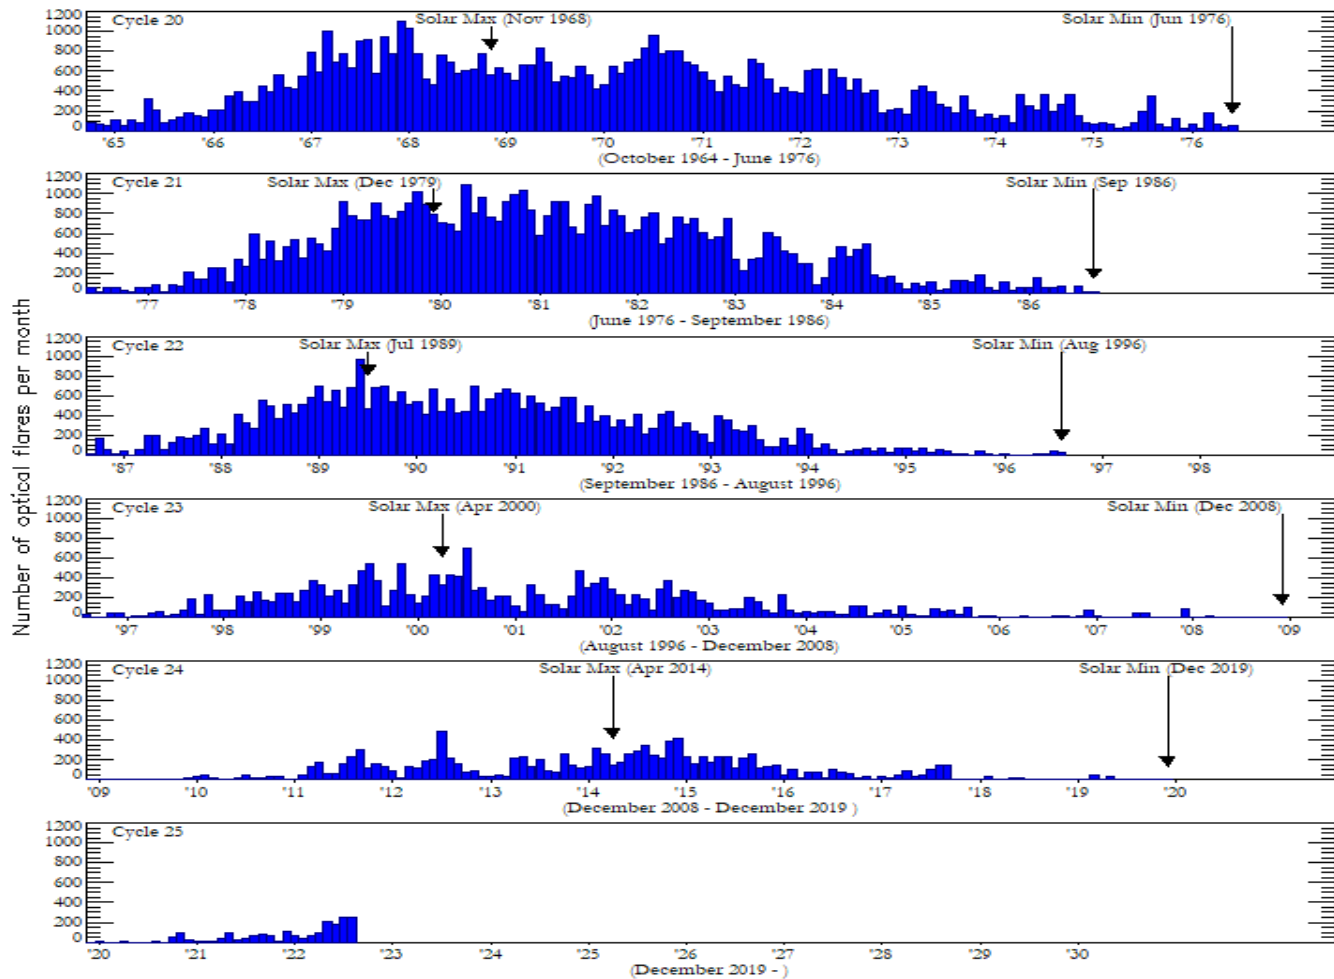 Number of optical flares per month
Cycle 20 Solar Max (Nov 1968) Solar Min (Jun 1976)
1200
1000
800
600
400
200
0
'65 '66 '67 '68 '69 '70 '71 '72 '73 '74 '75 '76
(October 1964 - June 1976)
Cycle 21 Solar Max (Dec 1979) Solar Min (Sep 1986)
1200
1000
800
600
400
200
0
'77 '78 '79 '80 '81 '82 '83 '84 '85 '86
(June 1976 - September 1986)
Cycle 22 Solar Max (Jul 1989) Solar Min (Aug 1996)
1200
1000
800
600
400
200
0
'87 '88 '89 '90 '91 '92 '93 '94 '95 '96 '97 '98
(September 1986 - August 1996)
Cycle 23 Solar Max (Apr 2000) Solar Min (Dec 2008)
1200
1000
800
600
400
200
0
'97 '98 '99 '00 '01 '02 '03 '04 '05 '06 '07 '08 '09
(August 1996 - December 2008)
Cycle 24 Solar Max (Apr 2014) Solar Min (Dec 2019)
1200
1000
800
600
400
200
0
'09 '10 '11 '12 '13 '14 '15 '16 '17 '18 '19 '20
(December 2008 - December 2019 )
Cycle 25
1200
1000
800
600
400
200
0
'20 '21 '22 '23 '24 '25 '26 '27 '28 '29 '30
(December 2019 - )